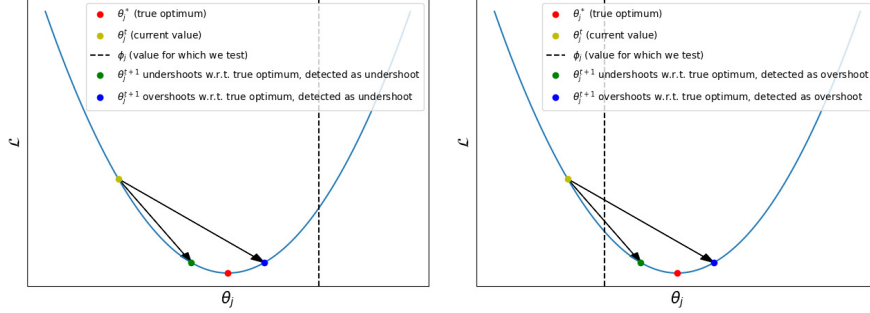 θ*j (true optimum)
θᵗj (current value)
ϕj (value for which we test)
θᵗ⁺¹j undershoots w.r.t. true optimum, detected as undershoot
θᵗ⁺¹j overshoots w.r.t. true optimum, detected as undershoot
ℒ
θj
θ*j (true optimum)
θᵗj (current value)
ϕj (value for which we test)
θᵗ⁺¹j undershoots w.r.t. true optimum, detected as overshoot
θᵗ⁺¹j overshoots w.r.t. true optimum, detected as overshoot
ℒ
θj